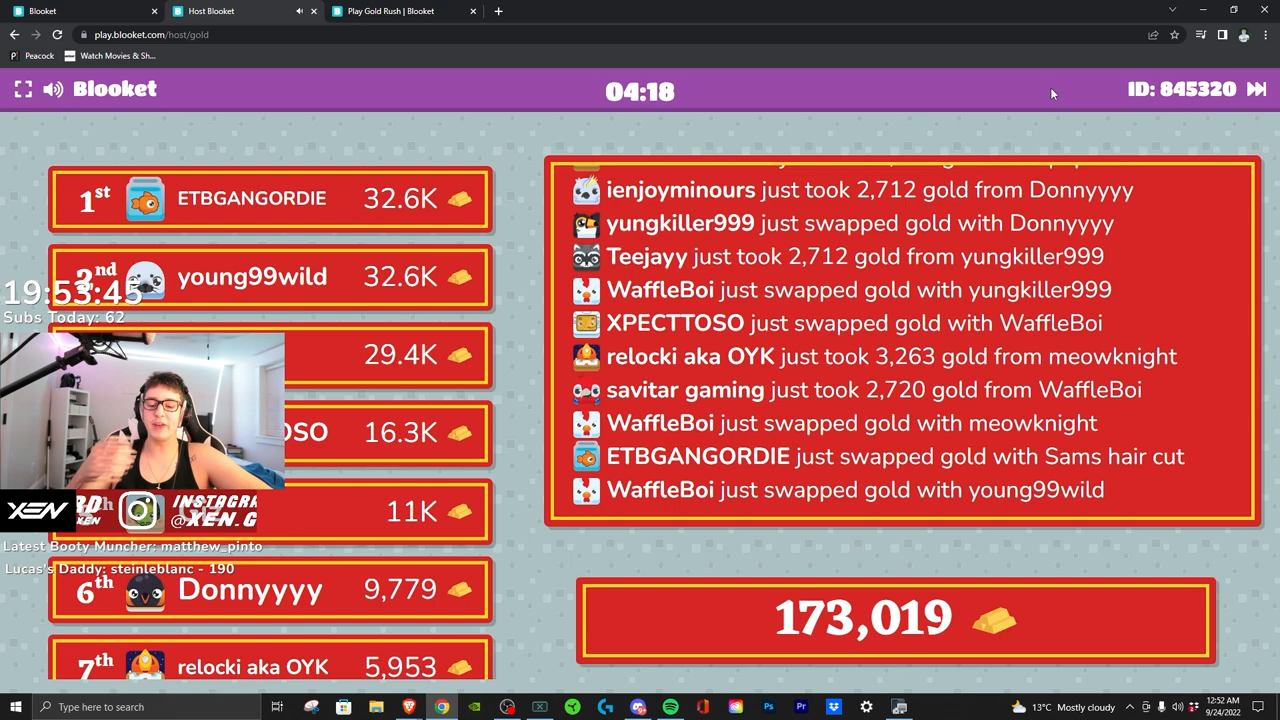 Blooket
Host Blooket
Play Gold Rush | Blooket
play.blooket.com/host/gold
Peacock
Watch Movies & Sh...
Blooket
04:18
ID: 845320
1st ETBGANGORDIE 32.6K
2nd young99wild 32.6K
19:53:45
Subs Today: 62
29.4K
OSO 16.3K
11K
XEN
XEN
INSTAGR
@XEN.G
Latest Booty Muncher: matthew_pinto
Lucas's Daddy: steinleblanc - 190
6th Donnyyyy 9,779
7th relocki aka OYK 5,953
ienjoyminours just took 2,712 gold from Donnyyyy
yungkiller999 just swapped gold with Donnyyyy
Teejayy just took 2,712 gold from yungkiller999
WaffleBoi just swapped gold with yungkiller999
XPECTTOSO just swapped gold with WaffleBoi
relocki aka OYK just took 3,263 gold from meowknight
savitar gaming just took 2,720 gold from WaffleBoi
WaffleBoi just swapped gold with meowknight
ETBGANGORDIE just swapped gold with Sams hair cut
WaffleBoi just swapped gold with young99wild
173,019
Type here to search
13°C Mostly cloudy
12:52 AM
9/24/2022